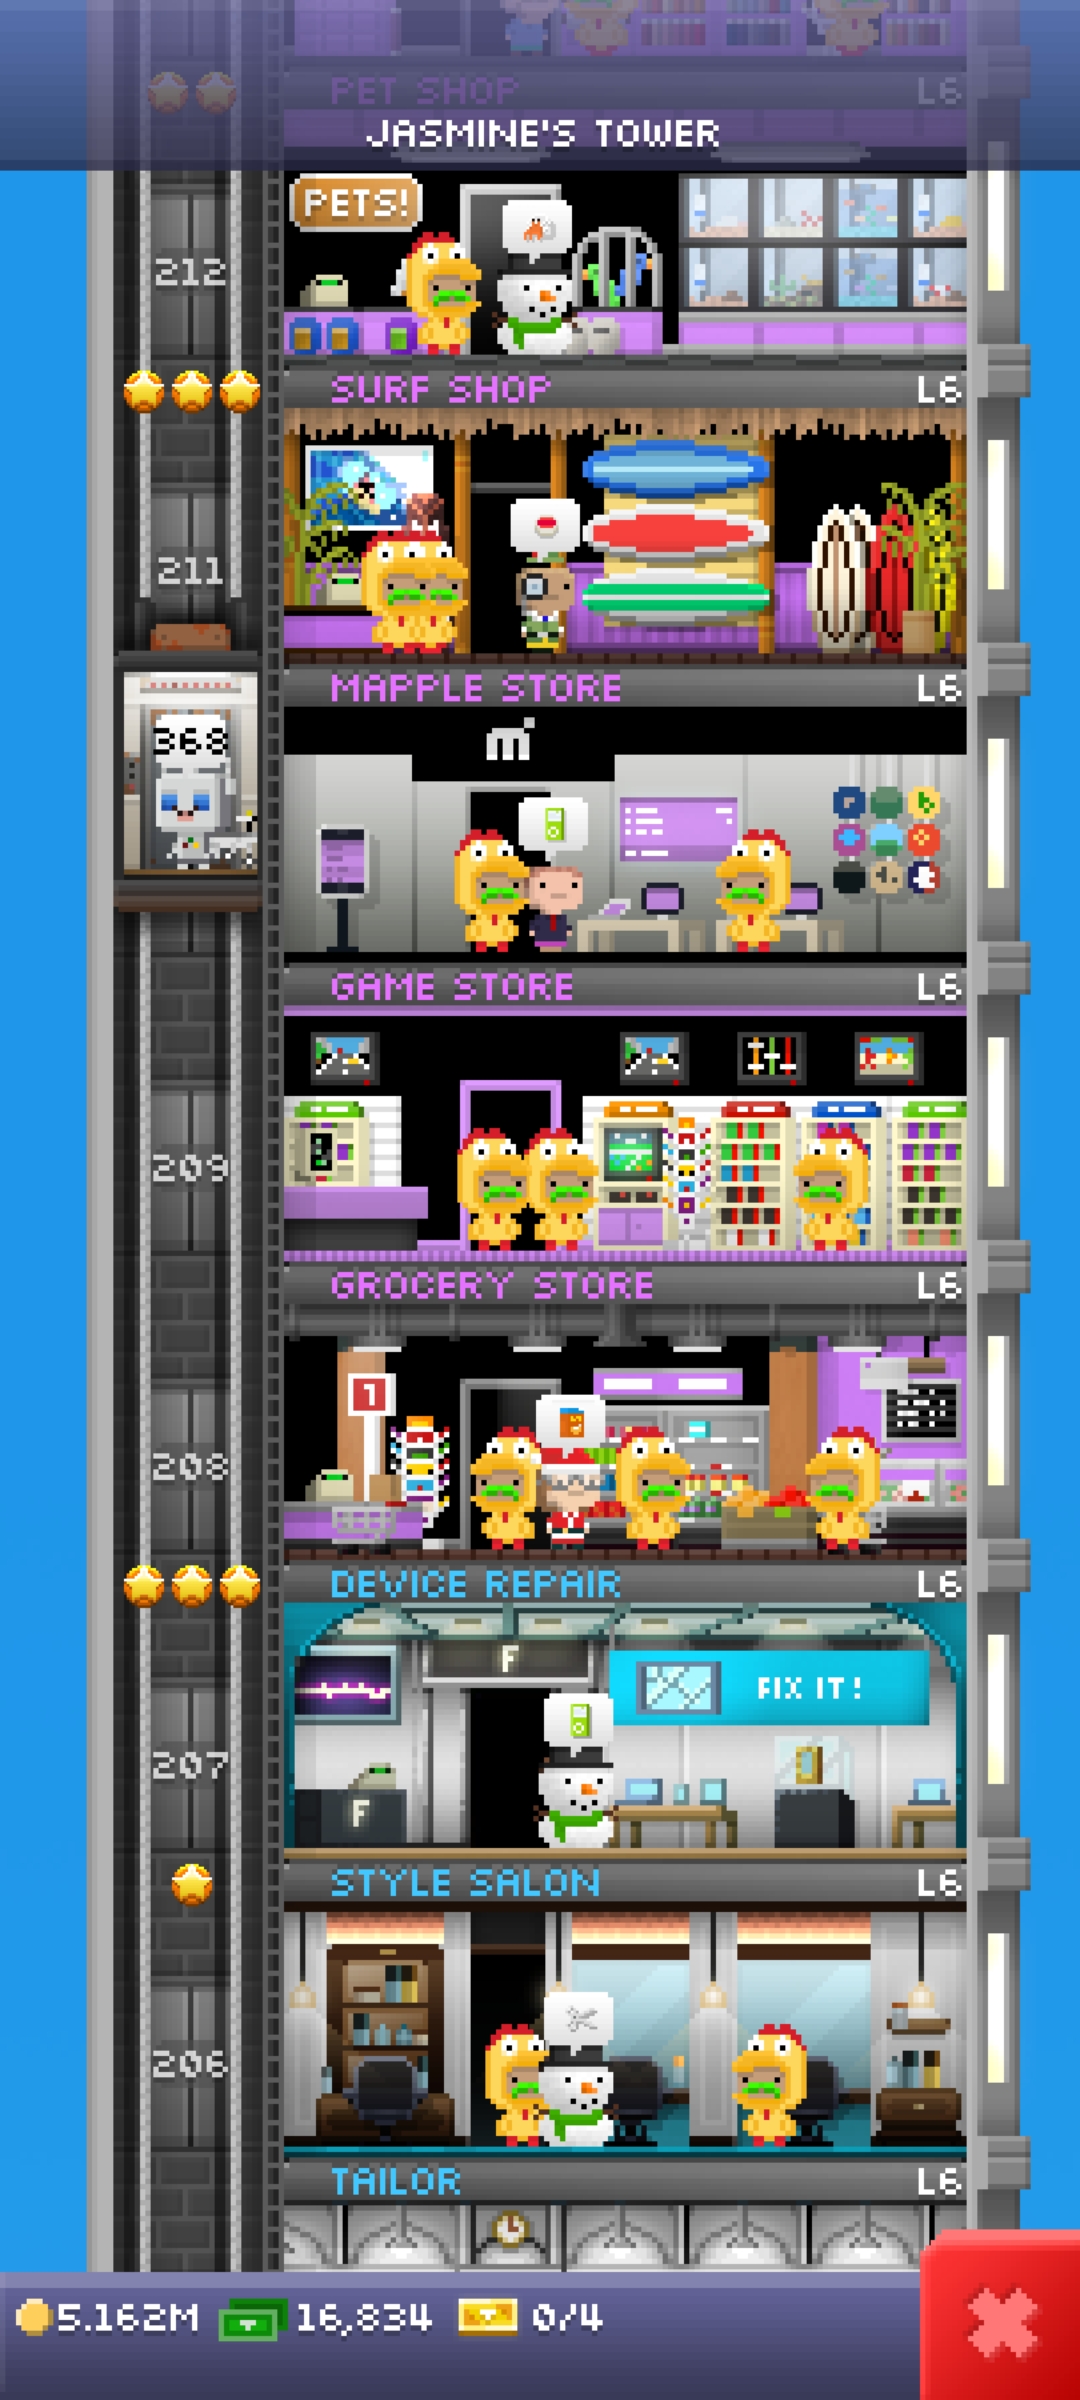 PET SHOP L6
JASMINE'S TOWER
PETS!
212
SURF SHOP L6
211
MAPPLE STORE L6
m
368
GAME STORE L6
209
GROCERY STORE L6
1
208
DEVICE REPAIR L6
F
FIX IT!
207
F
STYLE SALON L6
206
TAILOR L6
5.162M 16,834 0/4